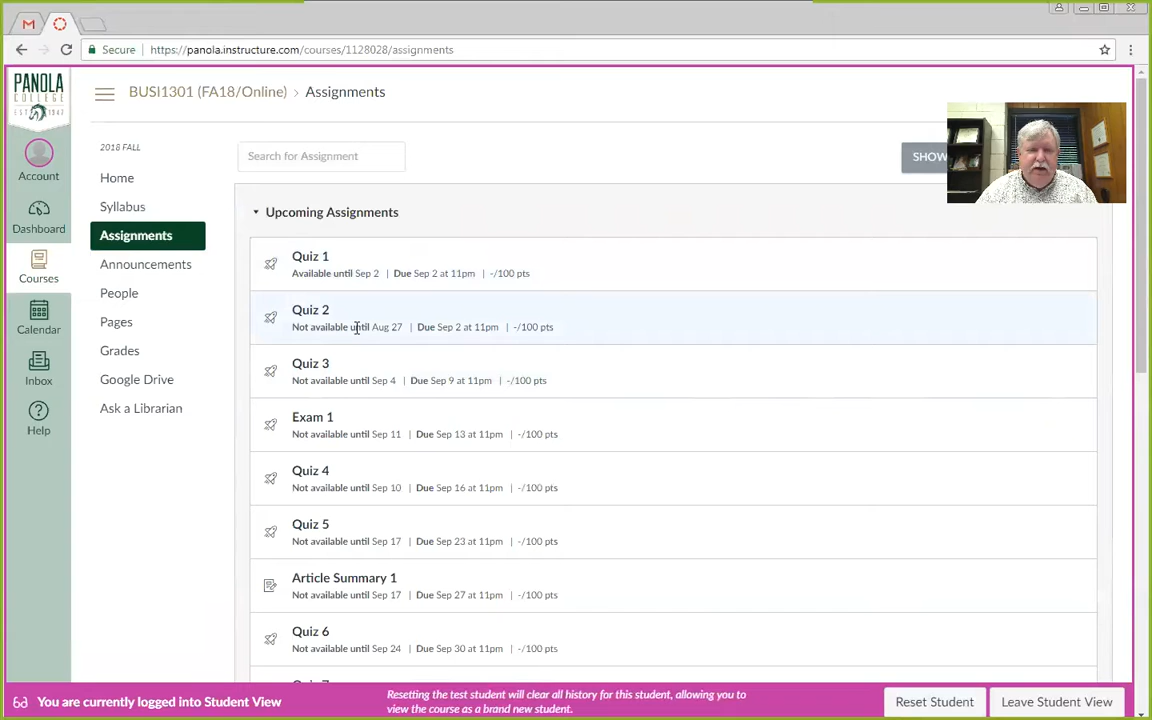 Secure
https://panola.instructure.com/courses/1128028/assignments
PANOLA
COLLEGE
EST 1947
Account
Dashboard
Courses
Calendar
Inbox
Help
BUSI1301 (FA18/Online) > Assignments
2018 FALL
Home
Syllabus
Assignments
Announcements
People
Pages
Grades
Google Drive
Ask a Librarian
Search for Assignment
SHOW
Upcoming Assignments
Quiz 1
Available until Sep 2 | Due Sep 2 at 11pm | -/100 pts
Quiz 2
Not available until Aug 27 | Due Sep 2 at 11pm | -/100 pts
Quiz 3
Not available until Sep 4 | Due Sep 9 at 11pm | -/100 pts
Exam 1
Not available until Sep 11 | Due Sep 13 at 11pm | -/100 pts
Quiz 4
Not available until Sep 10 | Due Sep 16 at 11pm | -/100 pts
Quiz 5
Not available until Sep 17 | Due Sep 23 at 11pm | -/100 pts
Article Summary 1
Not available until Sep 17 | Due Sep 27 at 11pm | -/100 pts
Quiz 6
Not available until Sep 24 | Due Sep 30 at 11pm | -/100 pts
You are currently logged into Student View
Resetting the test student will clear all history for this student, allowing you to
view the course as a brand new student.
Reset Student
Leave Student View